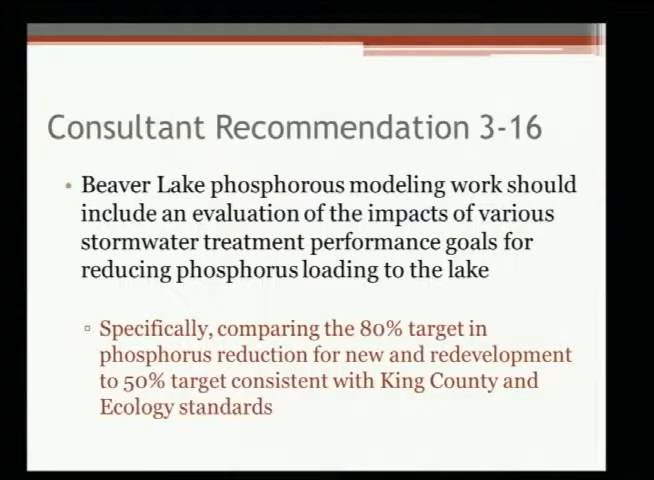 Consultant Recommendation 3-16
• Beaver Lake phosphorous modeling work should
include an evaluation of the impacts of various
stormwater treatment performance goals for
reducing phosphorus loading to the lake
▫ Specifically, comparing the 80% target in
phosphorus reduction for new and redevelopment
to 50% target consistent with King County and
Ecology standards